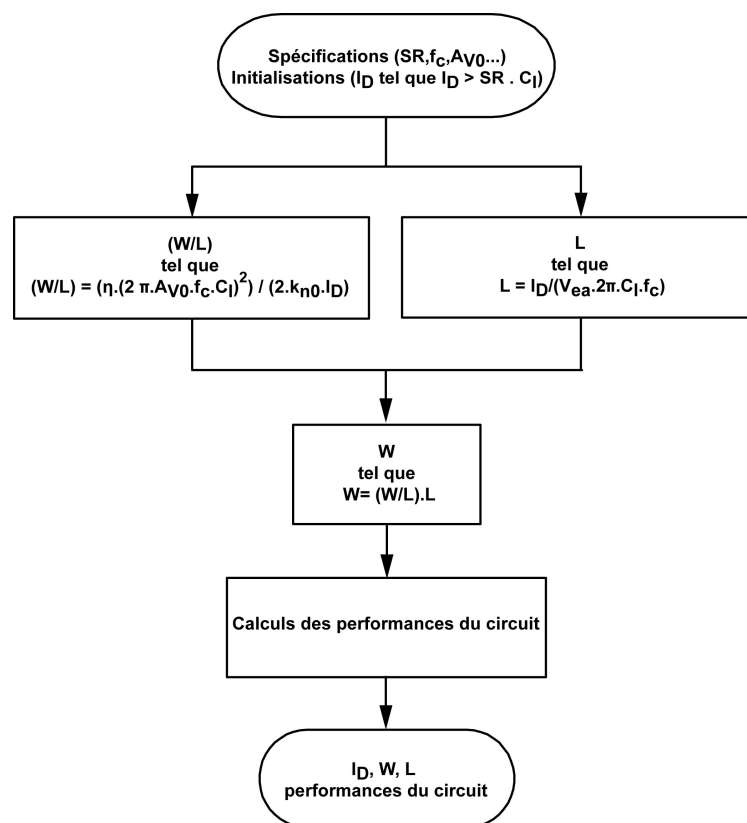 Spécifications (SR,fc,AV0...)
Initialisations (ID tel que ID > SR . Cl)
(W/L)
tel que
(W/L) = (η.(2 π.AV0.fc.Cl)²) / (2.kn0.ID)
L
tel que
L = ID/(Vea.2π.Cl.fc)
W
tel que
W= (W/L).L
Calculs des performances du circuit
ID, W, L
performances du circuit